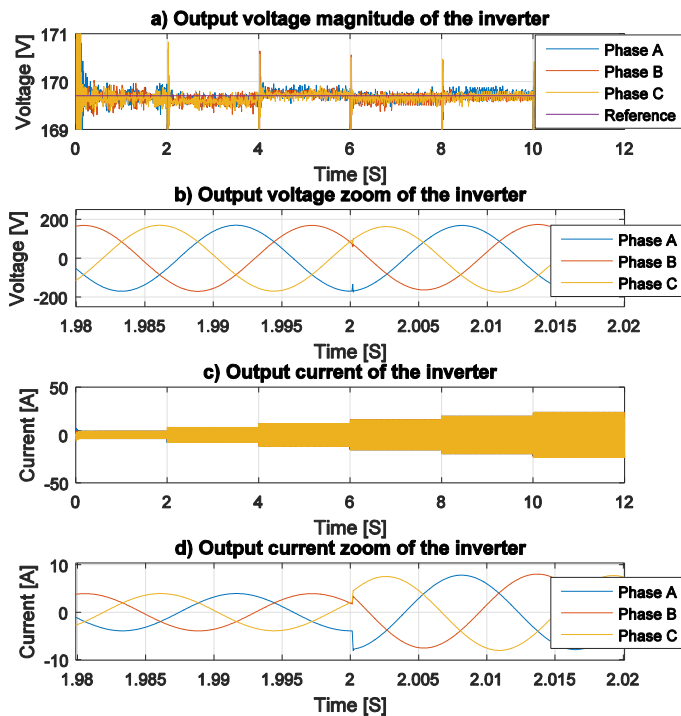 a) Output voltage magnitude of the inverter
171
170
169
Voltage [V]
Phase A
Phase B
Phase C
Reference
0 2 4 6 8 10 12
Time [S]
b) Output voltage zoom of the inverter
200
0
-200
Voltage [V]
Phase A
Phase B
Phase C
1.98 1.985 1.99 1.995 2 2.005 2.01 2.015 2.02
Time [S]
c) Output current of the inverter
50
0
-50
Current [A]
0 2 4 6 8 10 12
Time [S]
d) Output current zoom of the inverter
10
0
-10
Current [A]
Phase A
Phase B
Phase C
1.98 1.985 1.99 1.995 2 2.005 2.01 2.015 2.02
Time [S]